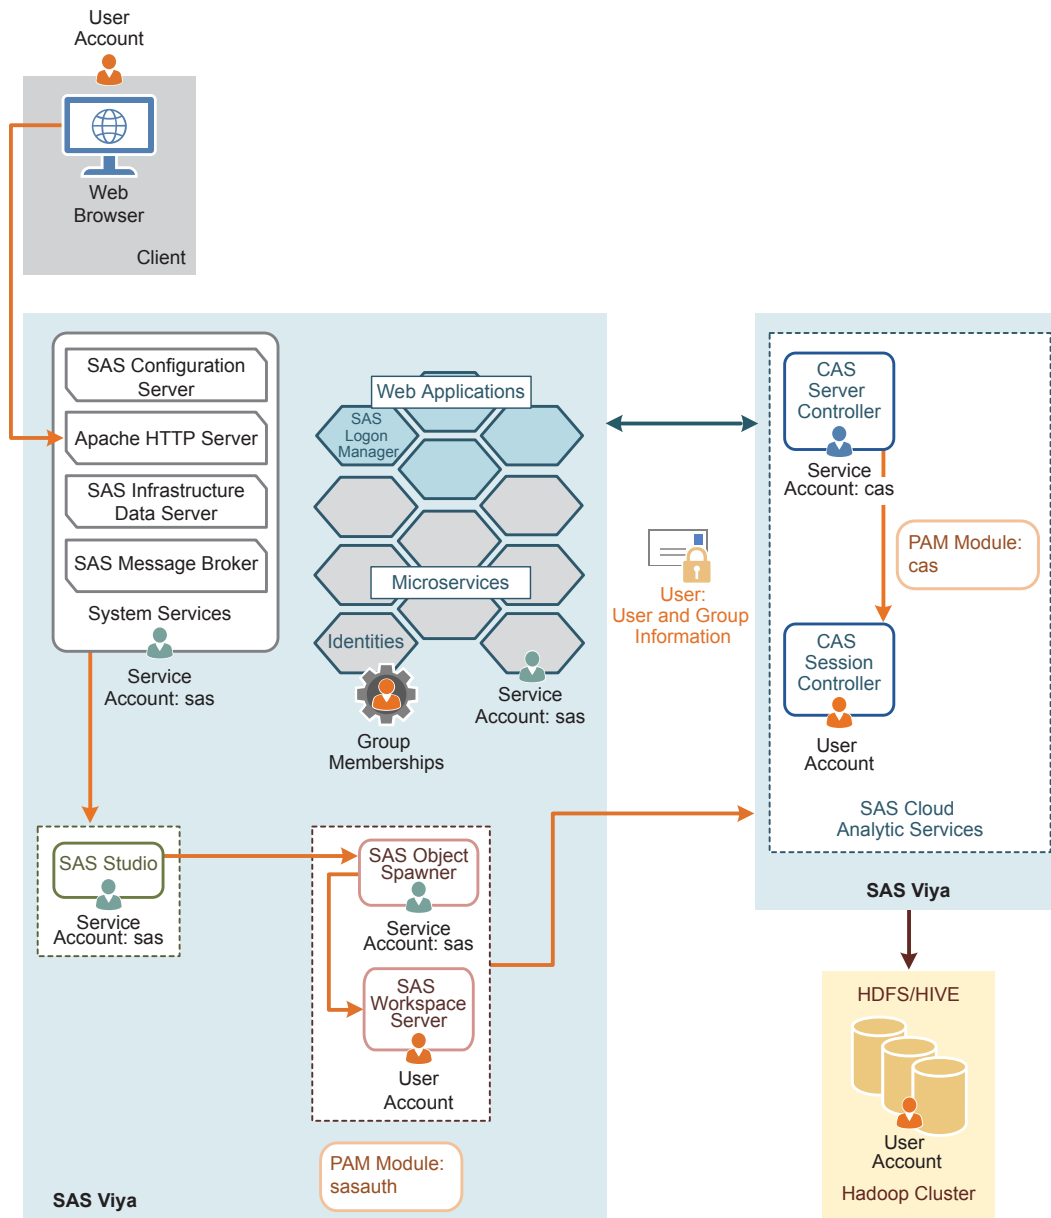 User
Account
Web
Browser
Client
SAS Configuration
Server
Apache HTTP Server
SAS Infrastructure
Data Server
SAS Message Broker
System Services
Service
Account: sas
Web Applications
SAS
Logon
Manager
Microservices
Identities
Group
Memberships
Service
Account: sas
User:
User and Group
Information
CAS
Server
Controller
Service
Account: cas
PAM Module:
cas
CAS
Session
Controller
User
Account
SAS Cloud
Analytic Services
SAS Viya
SAS Studio
Service
Account: sas
SAS Object
Spawner
Service
Account: sas
SAS
Workspace
Server
User
Account
PAM Module:
sasauth
SAS Viya
HDFS/HIVE
User
Account
Hadoop Cluster